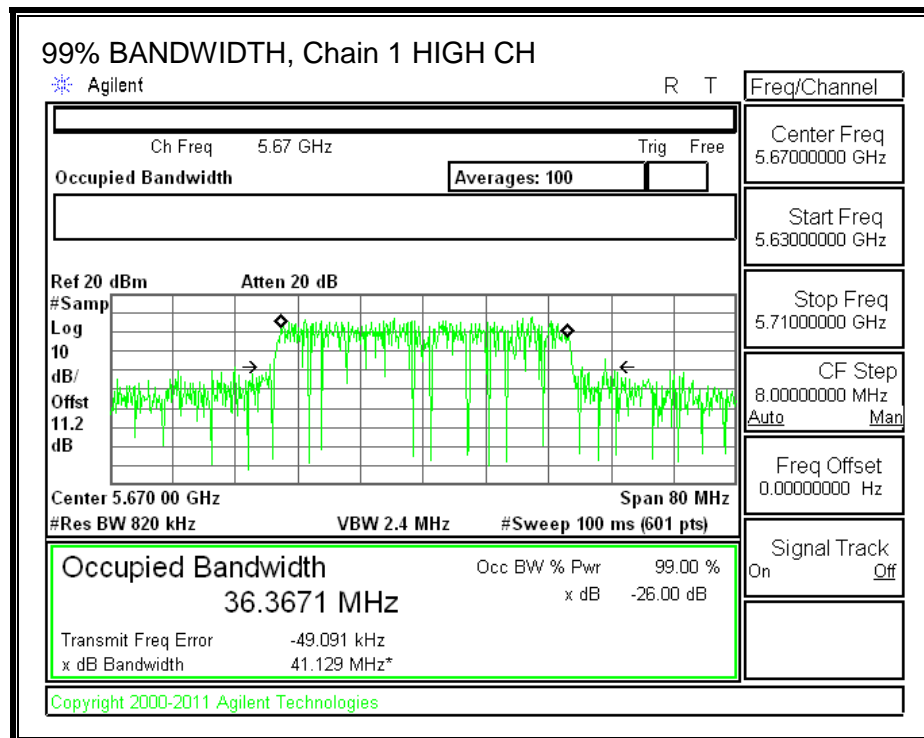 99% BANDWIDTH, Chain 1 HIGH CH
Agilent R T
Freq/Channel
Ch Freq 5.67 GHz Trig Free
Occupied Bandwidth Averages: 100
Center Freq
5.67000000 GHz
Start Freq
5.63000000 GHz
Stop Freq
5.71000000 GHz
CF Step
8.00000000 MHz
Auto Man
Freq Offset
0.00000000 Hz
Signal Track
On Off
Ref 20 dBm Atten 20 dB
#Samp
Log
10
dB/
Offst
11.2
dB
Center 5.670 00 GHz Span 80 MHz
#Res BW 820 kHz VBW 2.4 MHz #Sweep 100 ms (601 pts)
Occupied Bandwidth Occ BW % Pwr 99.00 %
36.3671 MHz x dB -26.00 dB
Transmit Freq Error -49.091 kHz
x dB Bandwidth 41.129 MHz*
Copyright 2000-2011 Agilent Technologies